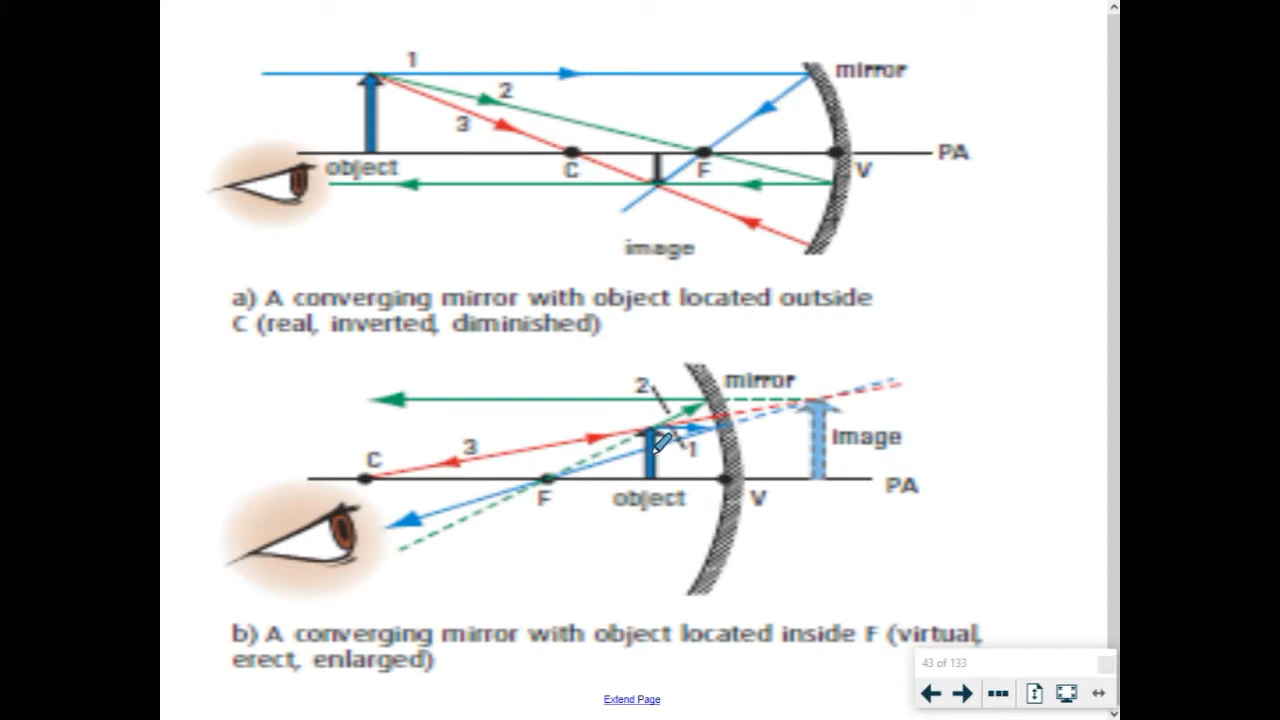 1
mirror
2
3
PA
object
C
F
V
image
a) A converging mirror with object located outside
C (real, inverted, diminished)
2
mirror
Image
3
1
C
PA
F
object
V
b) A converging mirror with object located inside F (virtual,
erect, enlarged)
43 of 133
Extend Page